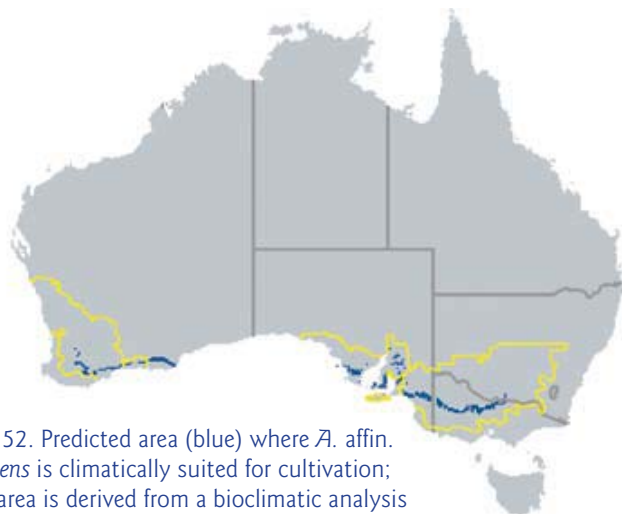 52. Predicted area (blue) where A. affin.
ens is climatically suited for cultivation;
area is derived from a bioclimatic analysis